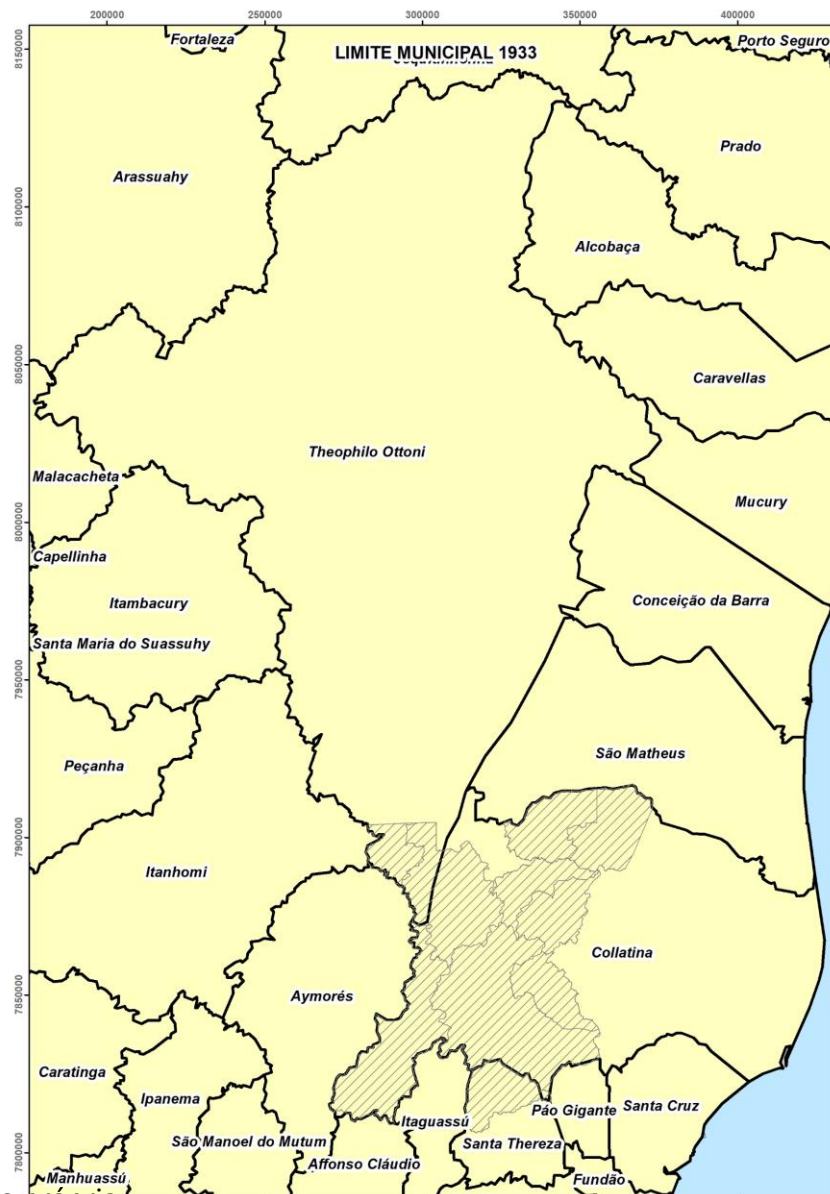 200000 250000 300000 350000 400000
Fortaleza
LIMITE MUNICIPAL 1933
Porto Seguro
8150000
Prado
Arassuahy
8100000
Alcobaça
8050000
Caravellas
Theophilo Ottoni
Malacacheta
Mucury
8000000
Capellinha
Itambacury
Conceição da Barra
Santa Maria do Suassuhy
7950000
São Matheus
Peçanha
7900000
Itanhomi
Collatina
Aymorés
7850000
Caratinga
Ipanema
Páo Gigante
Santa Cruz
Itaguassú
São Manoel do Mutum
Santa Thereza
7800000
Affonso Cláudio
Manhuassú
Fundão